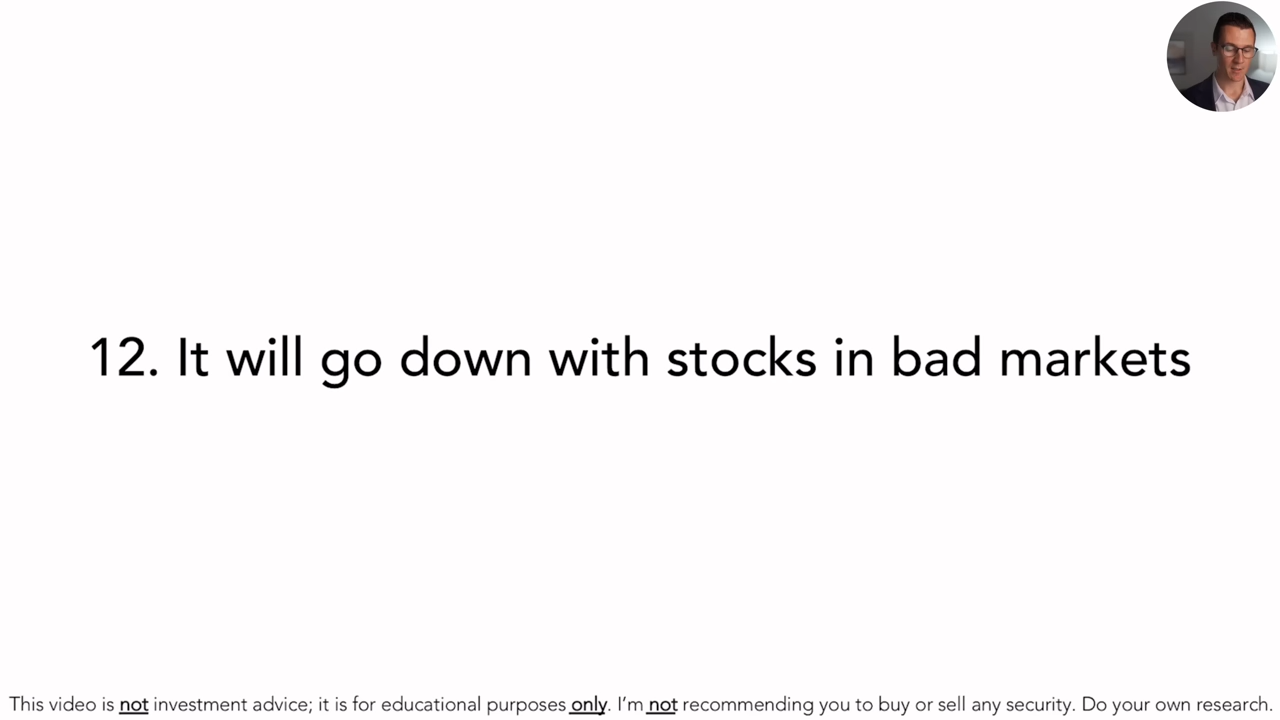 12. It will go down with stocks in bad markets
This video is not investment advice; it is for educational purposes only. I'm not recommending you to buy or sell any security. Do your own research.